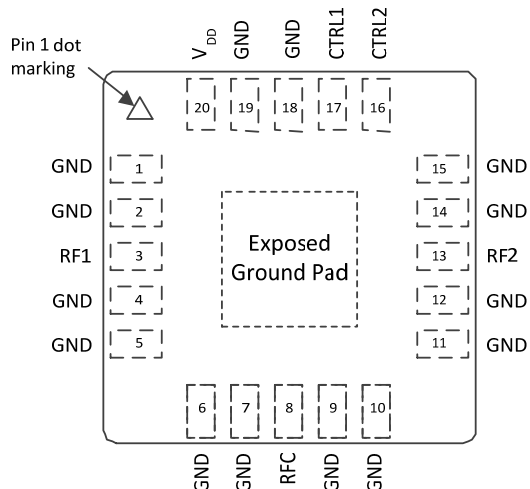 Pin 1 dot
marking
VDD
GND
GND
CTRL1
CTRL2
20
19
18
17
16
GND
1
15
GND
GND
2
14
GND
RF1
3
13
RF2
GND
4
12
GND
GND
5
11
GND
Exposed
Ground Pad
6
7
8
9
10
GND
GND
RFC
GND
GND